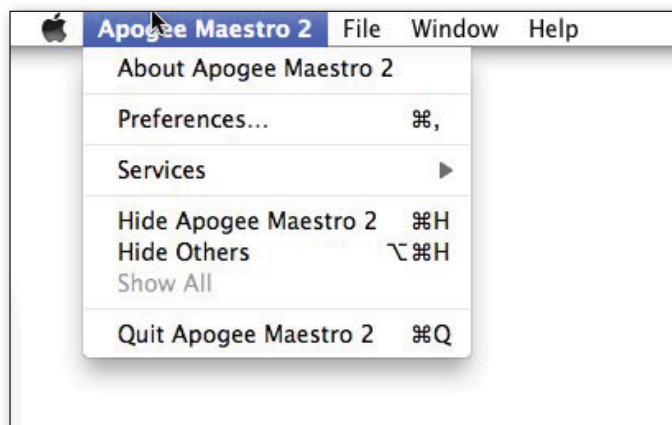 Apogee Maestro 2 File Window Help
About Apogee Maestro 2
Preferences... ⌘,
Services
Hide Apogee Maestro 2 ⌘H
Hide Others ⌥⌘H
Show All
Quit Apogee Maestro 2 ⌘Q